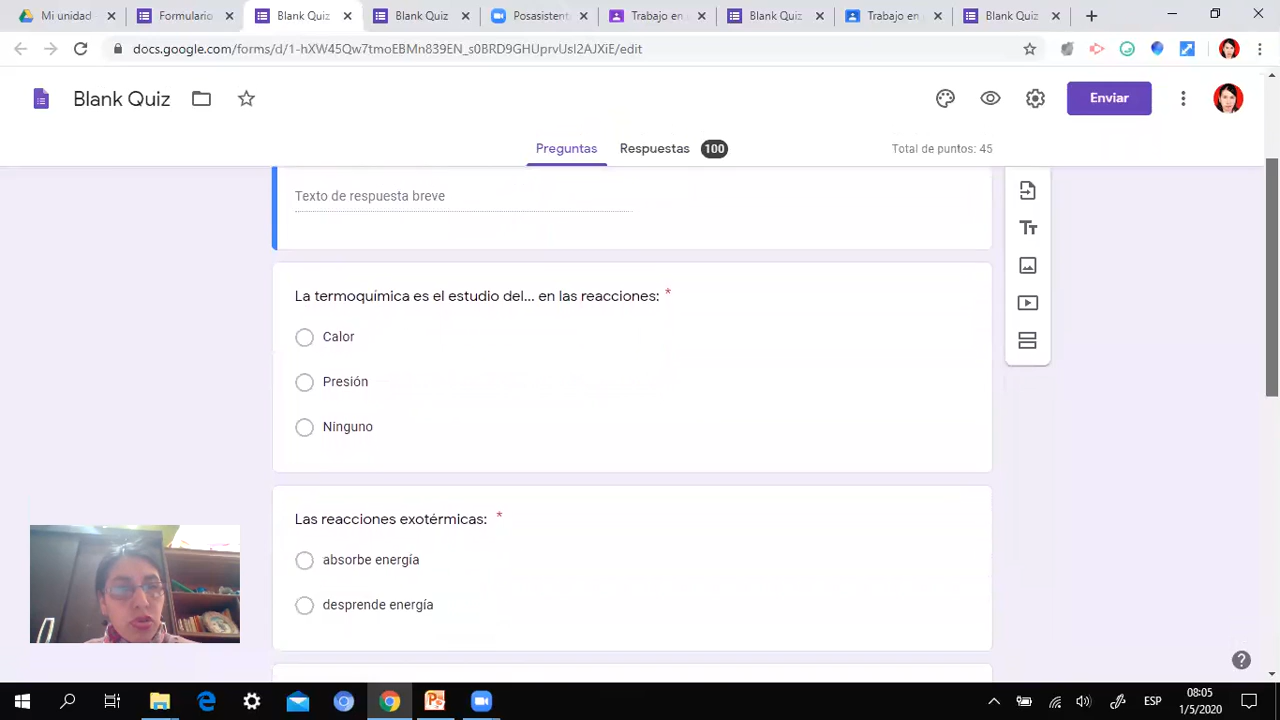 Mi unidad
Formulario
Blank Quiz
Blank Quiz
Posasistent
Trabajo en
Blank Quiz
Trabajo en
Blank Quiz
docs.google.com/forms/d/1-hXW45Qw7tmoEBMn839EN_s0BRD9GHUprvUsl2AJXiE/edit
Blank Quiz
Enviar
Preguntas
Respuestas 100
Total de puntos: 45
Texto de respuesta breve
La termoquímica es el estudio del... en las reacciones: *
Calor
Presión
Ninguno
Las reacciones exotérmicas: *
absorbe energía
desprende energía
ESP
08:05
1/5/2020